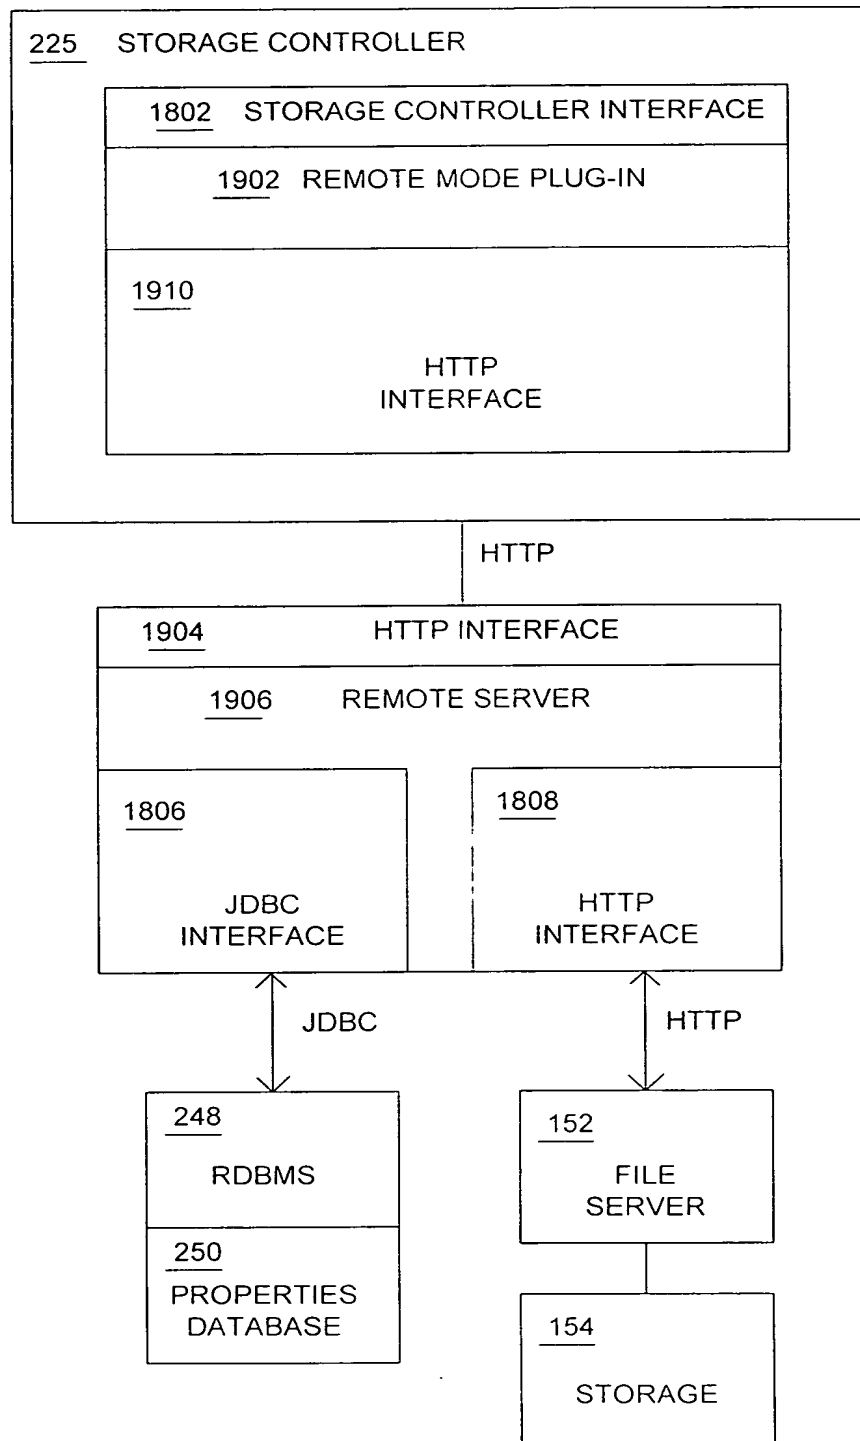 225 STORAGE CONTROLLER
1802 STORAGE CONTROLLER INTERFACE
1902 REMOTE MODE PLUG-IN
1910
HTTP
INTERFACE
HTTP
1904 HTTP INTERFACE
1906 REMOTE SERVER
1806
JDBC
INTERFACE
1808
HTTP
INTERFACE
JDBC
HTTP
248
RDBMS
250
PROPERTIES
DATABASE
152
FILE
SERVER
154
STORAGE